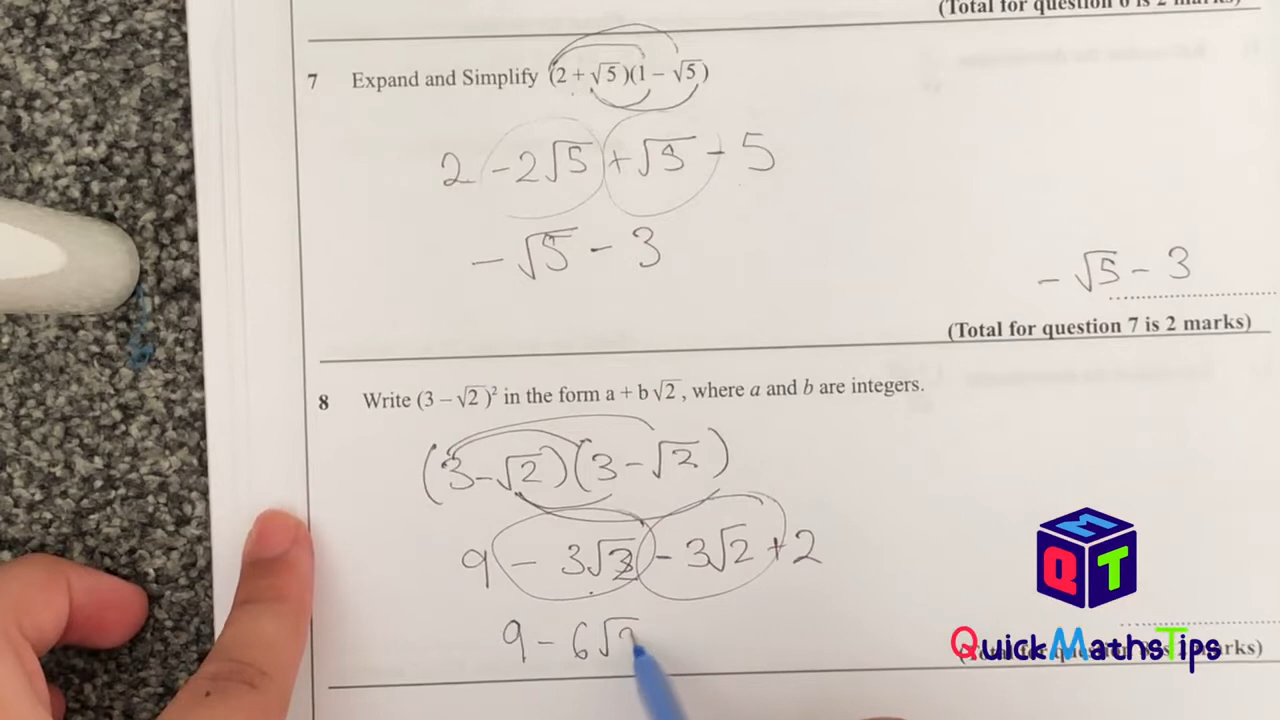 (Total for question 6 is 2 marks)
7 Expand and Simplify (2 + √5)(1 − √5)
2 − 2√5 + √5 − 5
− √5 − 3
− √5 − 3
(Total for question 7 is 2 marks)
8 Write (3 − √2)² in the form a + b√2, where a and b are integers.
(3 − √2)(3 − √2)
9 − 3√2 − 3√2 + 2
9 − 6√2
QMT
QuickMathsTips